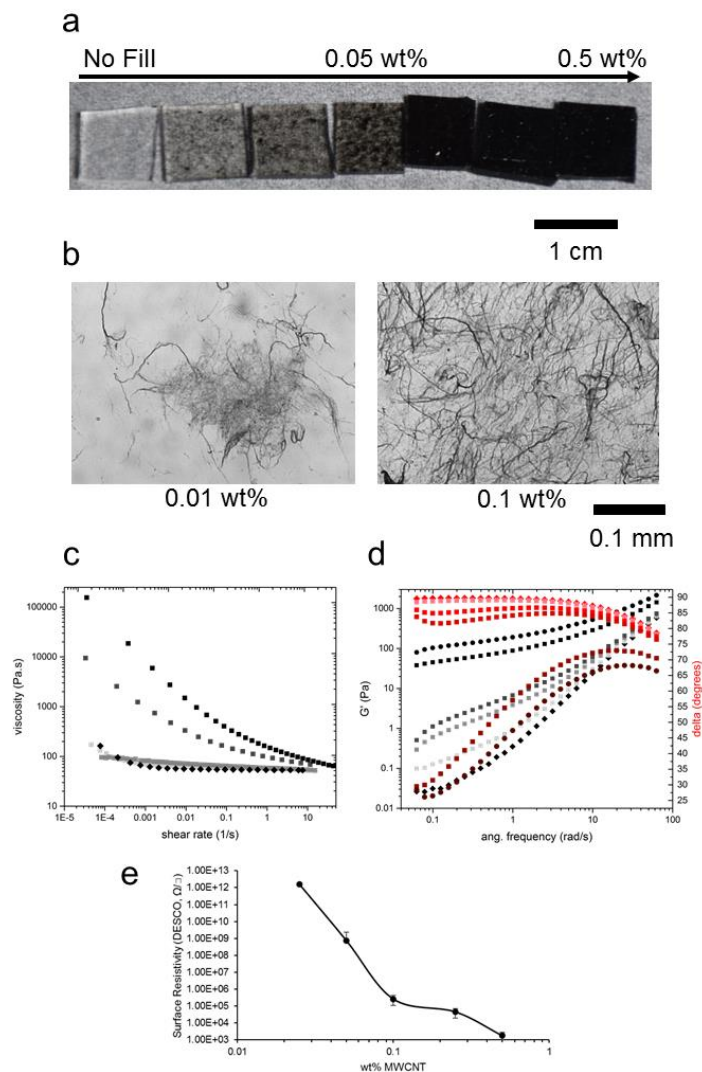 a
No Fill 0.05 wt% 0.5 wt%
1 cm
b
0.01 wt% 0.1 wt%
0.1 mm
c
viscosity (Pa.s)
100000
10000
1000
100
10
1E-5 1E-4 0.001 0.01 0.1 1 10
shear rate (1/s)
d
G' (Pa)
1000
100
10
1
0.1
0.01
0.1 1 10 100
ang. frequency (rad/s)
90
85
80
75
70
65
60
55
50
45
40
35
30
25
delta (degrees)
e
Surface Resistivity (DESCO, Ω/□)
1.00E+13
1.00E+12
1.00E+11
1.00E+10
1.00E+09
1.00E+08
1.00E+07
1.00E+06
1.00E+05
1.00E+04
1.00E+03
0.01 0.1 1
wt% MWCNT